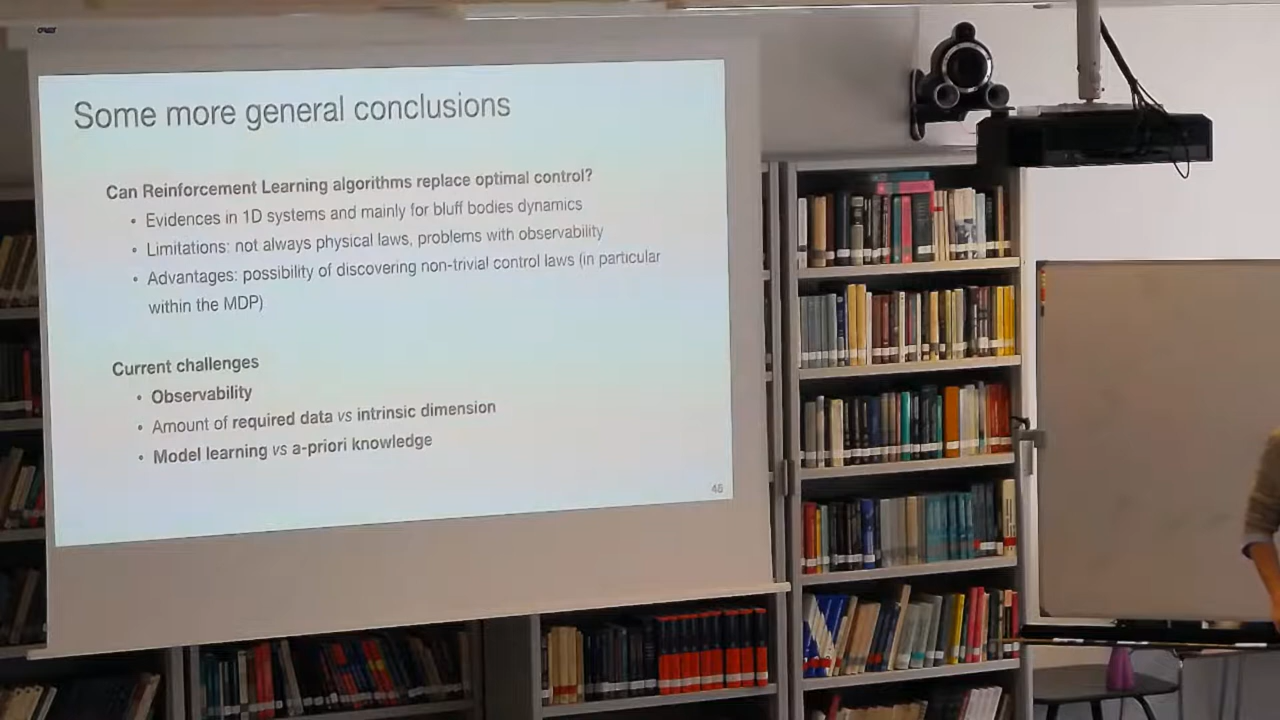 Some more general conclusions
Can Reinforcement Learning algorithms replace optimal control?
• Evidences in 1D systems and mainly for bluff bodies dynamics
• Limitations: not always physical laws, problems with observability
• Advantages: possibility of discovering non-trivial control laws (in particular
within the MDP)
Current challenges
• Observability
• Amount of required data vs intrinsic dimension
• Model learning vs a-priori knowledge